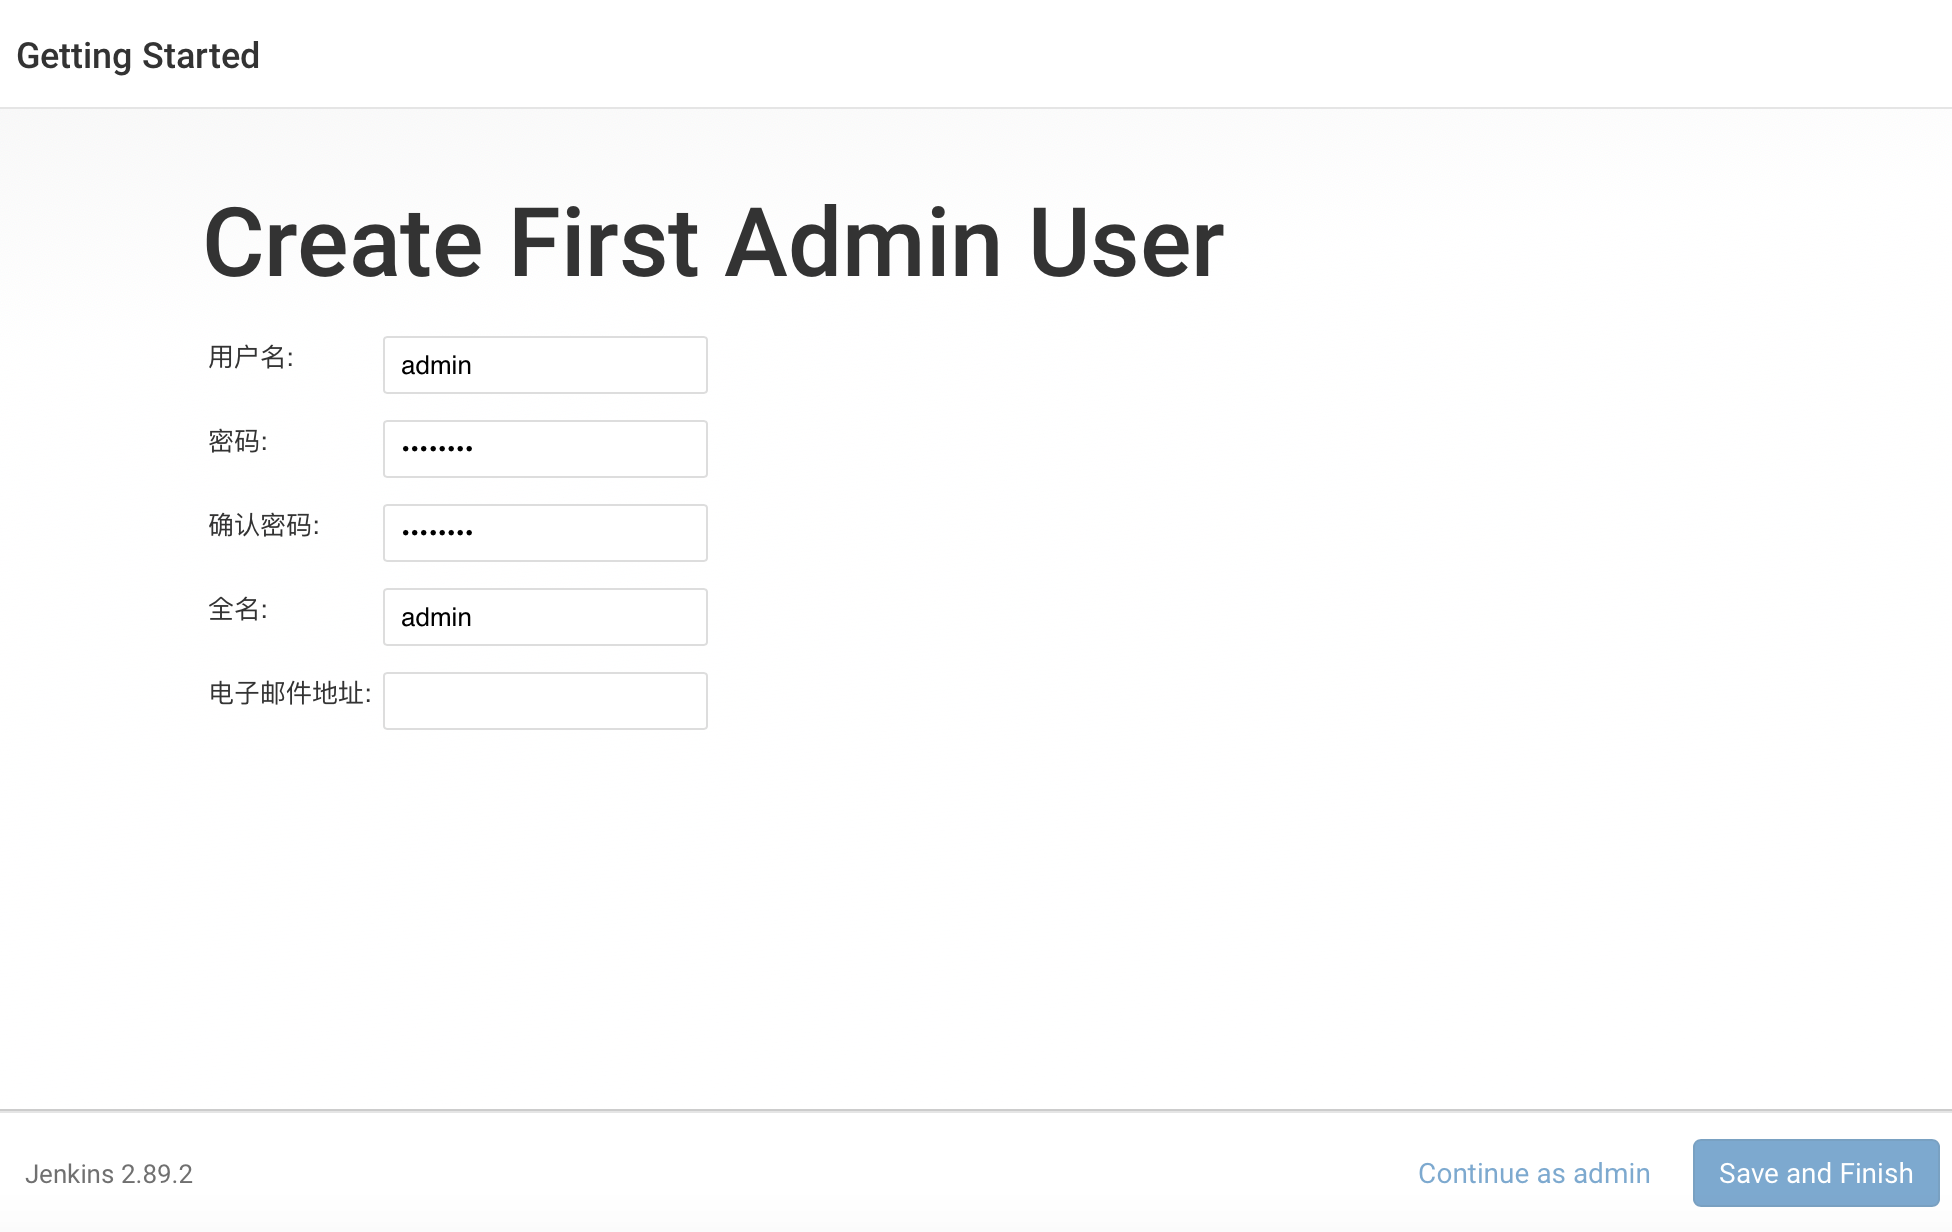 Getting Started
Create First Admin User
用户名: admin
密码: ••••••••
确认密码: ••••••••
全名: admin
电子邮件地址:
Jenkins 2.89.2 Continue as admin Save and Finish